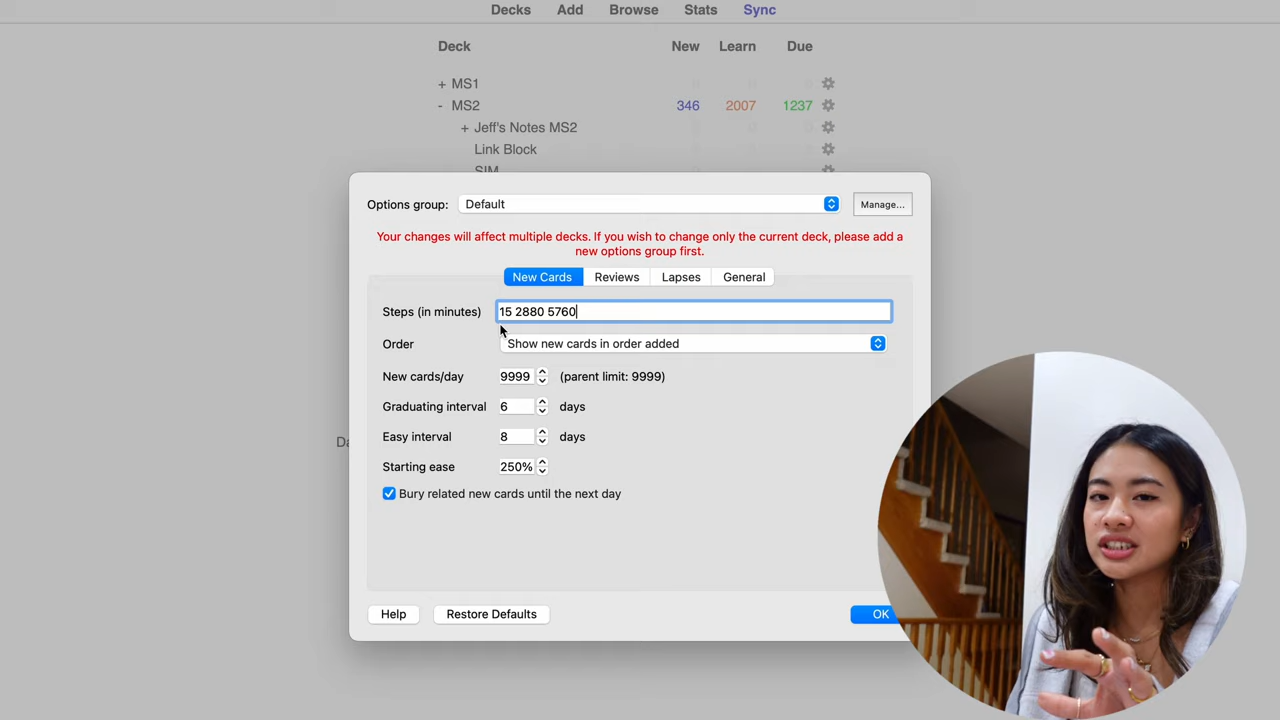 Decks Add Browse Stats Sync
Deck New Learn Due
+ MS1
- MS2 346 2007 1237
+ Jeff's Notes MS2
Link Block
SIM
Options group: Default Manage...
Your changes will affect multiple decks. If you wish to change only the current deck, please add a
new options group first.
New Cards Reviews Lapses General
Steps (in minutes) 15 2880 5760
Order Show new cards in order added
New cards/day 9999 (parent limit: 9999)
Graduating interval 6 days
Easy interval 8 days
Starting ease 250%
Bury related new cards until the next day
Help Restore Defaults OK